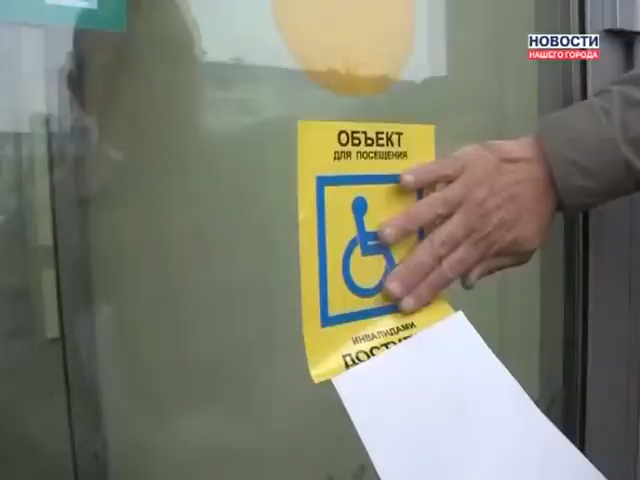 НОВОСТИ
НАШЕГО ГОРОДА
ОБЪЕКТ
ДЛЯ ПОСЕЩЕНИЯ
ИНВАЛИДАМИ